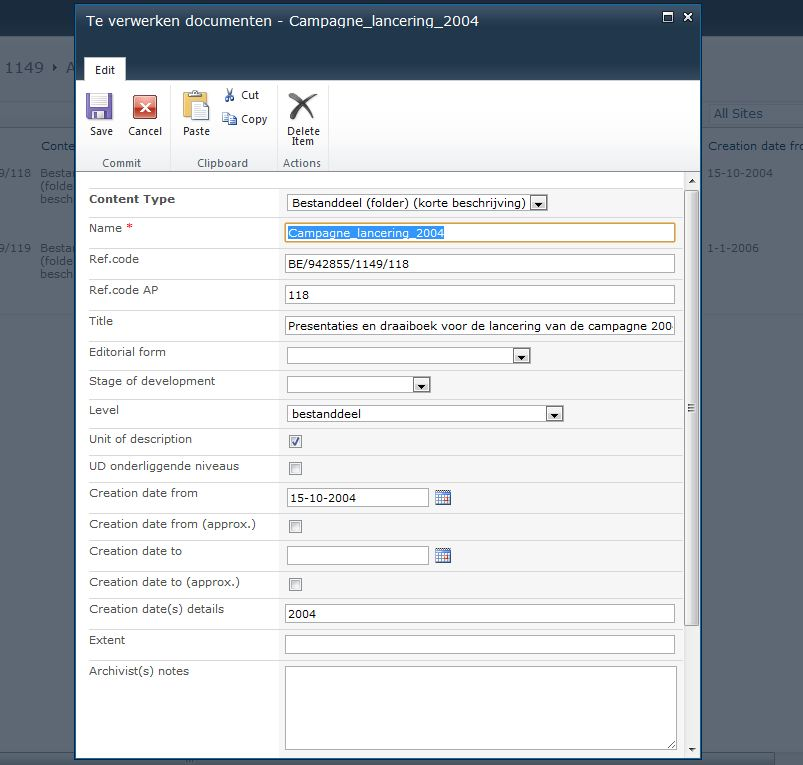 Te verwerken documenten - Campagne_lancering_2004
Edit
Save
Cancel
Paste
Cut
Copy
Delete
Item
Commit
Clipboard
Actions
1149
All Sites
Conte
Creation date fro
9/118
Bestan
(folder
besch
15-10-2004
9/119
Bestan
(folde
besch
1-1-2006
Content Type
Bestanddeel (folder) (korte beschrijving)
Name *
Campagne_lancering_2004
Ref.code
BE/942855/1149/118
Ref.code AP
118
Title
Presentaties en draaiboek voor de lancering van de campagne 200
Editorial form
Stage of development
Level
bestanddeel
Unit of description
UD onderliggende niveaus
Creation date from
15-10-2004
Creation date from (approx.)
Creation date to
Creation date to (approx.)
Creation date(s) details
2004
Extent
Archivist(s) notes